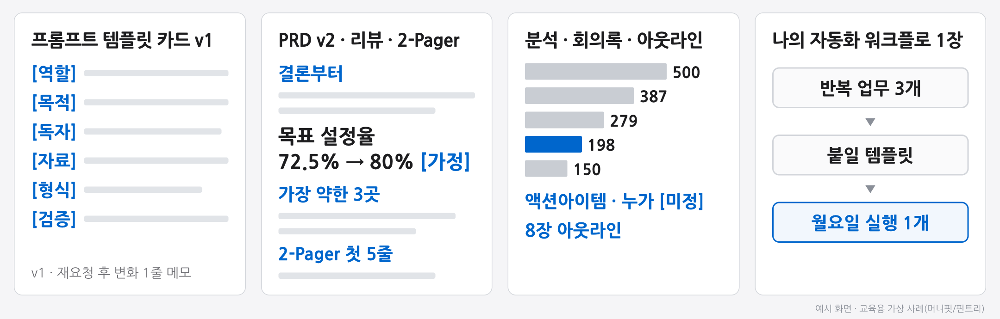 프롬프트 템플릿 카드 v1
[역할]
[목적]
[독자]
[자료]
[형식]
[검증]
v1 · 재요청 후 변화 1줄 메모
PRD v2 · 리뷰 · 2-Pager
결론부터
목표 설정율
72.5% → 80% [가정]
가장 약한 3곳
2-Pager 첫 5줄
분석 · 회의록 · 아웃라인
500
387
279
198
150
액션아이템 · 누가 [미정]
8장 아웃라인
나의 자동화 워크플로 1장
반복 업무 3개
▼
붙일 템플릿
▼
월요일 실행 1개
예시 화면 · 교육용 가상 사례(머니핏/핀트리)